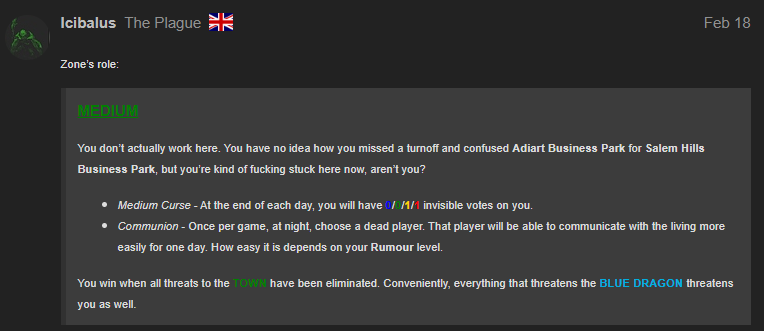 Icibalus The Plague Feb 18
Zone's role:
MEDIUM
You don't actually work here. You have no idea how you missed a turnoff and confused Adiart Business Park for Salem Hills
Business Park, but you're kind of fucking stuck here now, aren't you?
Medium Curse - At the end of each day, you will have 0/0/1/1 invisible votes on you.
Communion - Once per game, at night, choose a dead player. That player will be able to communicate with the living more
easily for one day. How easy it is depends on your Rumour level.
You win when all threats to the TOWN have been eliminated. Conveniently, everything that threatens the BLUE DRAGON threatens
you as well.